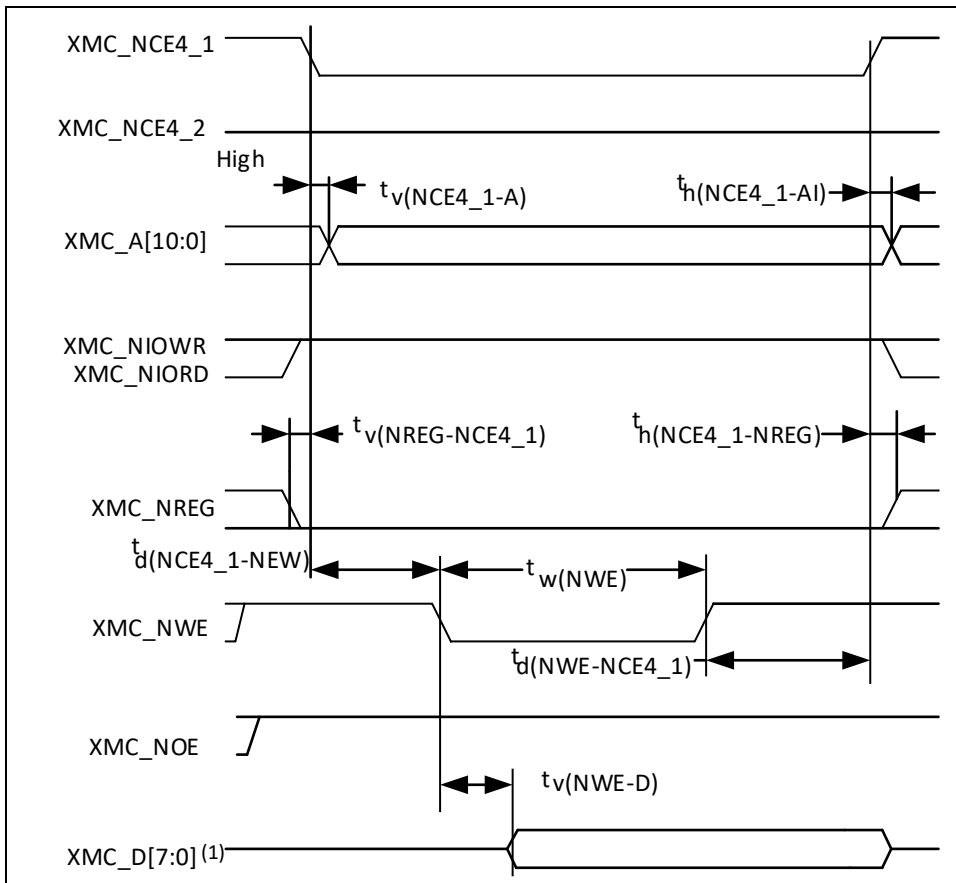 XMC_NCE4_1
XMC_NCE4_2
High
tv(NCE4_1-A)
th(NCE4_1-AI)
XMC_A[10:0]
XMC_NIOWR
XMC_NIORD
tv(NREG-NCE4_1)
th(NCE4_1-NREG)
XMC_NREG
td(NCE4_1-NEW)
tw(NWE)
XMC_NWE
td(NWE-NCE4_1)
XMC_NOE
tv(NWE-D)
XMC_D[7:0] (1)